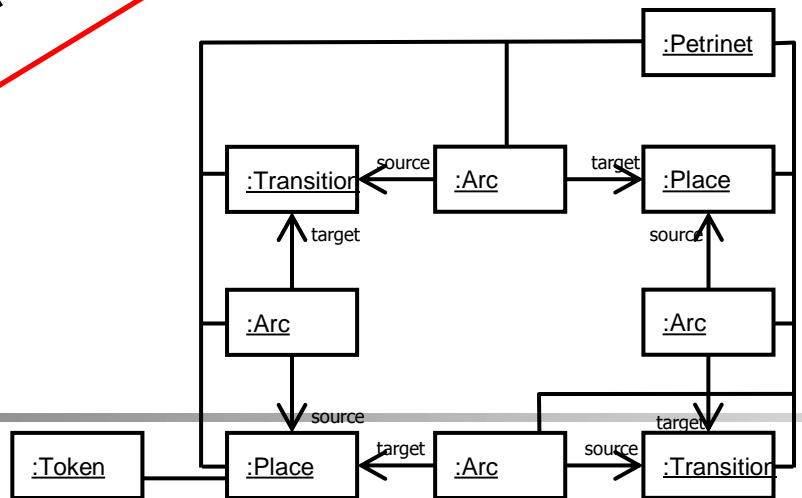 :Petrinet
source
target
:Transition
:Arc
:Place
target
source
:Arc
:Arc
source
target
target
source
:Token
:Place
:Arc
:Transition